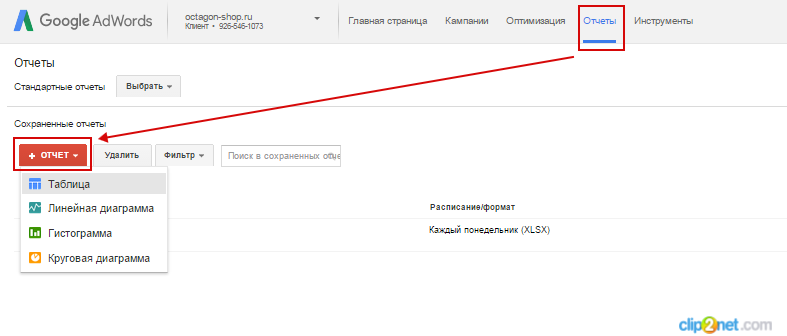 Google AdWords
octagon-shop.ru
Клиент • 926-546-1073
Главная страница Кампании Оптимизация Отчеты Инструменты
Отчеты
Стандартные отчеты Выбрать
Сохраненные отчеты
+ ОТЧЕТ Удалить Фильтр Поиск в сохраненных отче
Таблица
Линейная диаграмма
Расписание/формат
Гистограмма
Каждый понедельник (XLSX)
Круговая диаграмма
clip2net.com